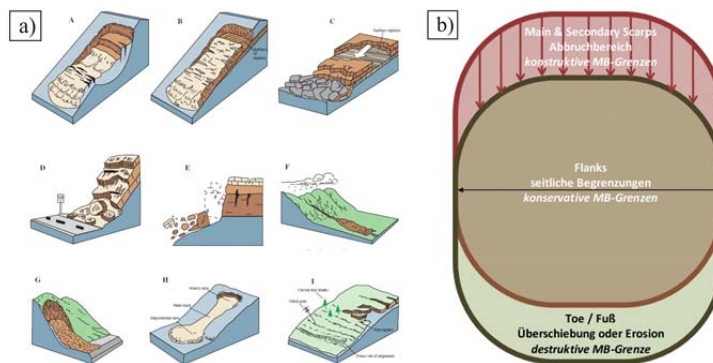 a)
A
B
C
D
E
F
G
H
I
b)
Main & Secondary Scarps
Abbruchbereich
konstruktive MB-Grenzen
Flanks
seitliche Begrenzungen
konservative MB-Grenzen
Toe / Fuß
Überschiebung oder Erosion
destruktive MB-Grenze